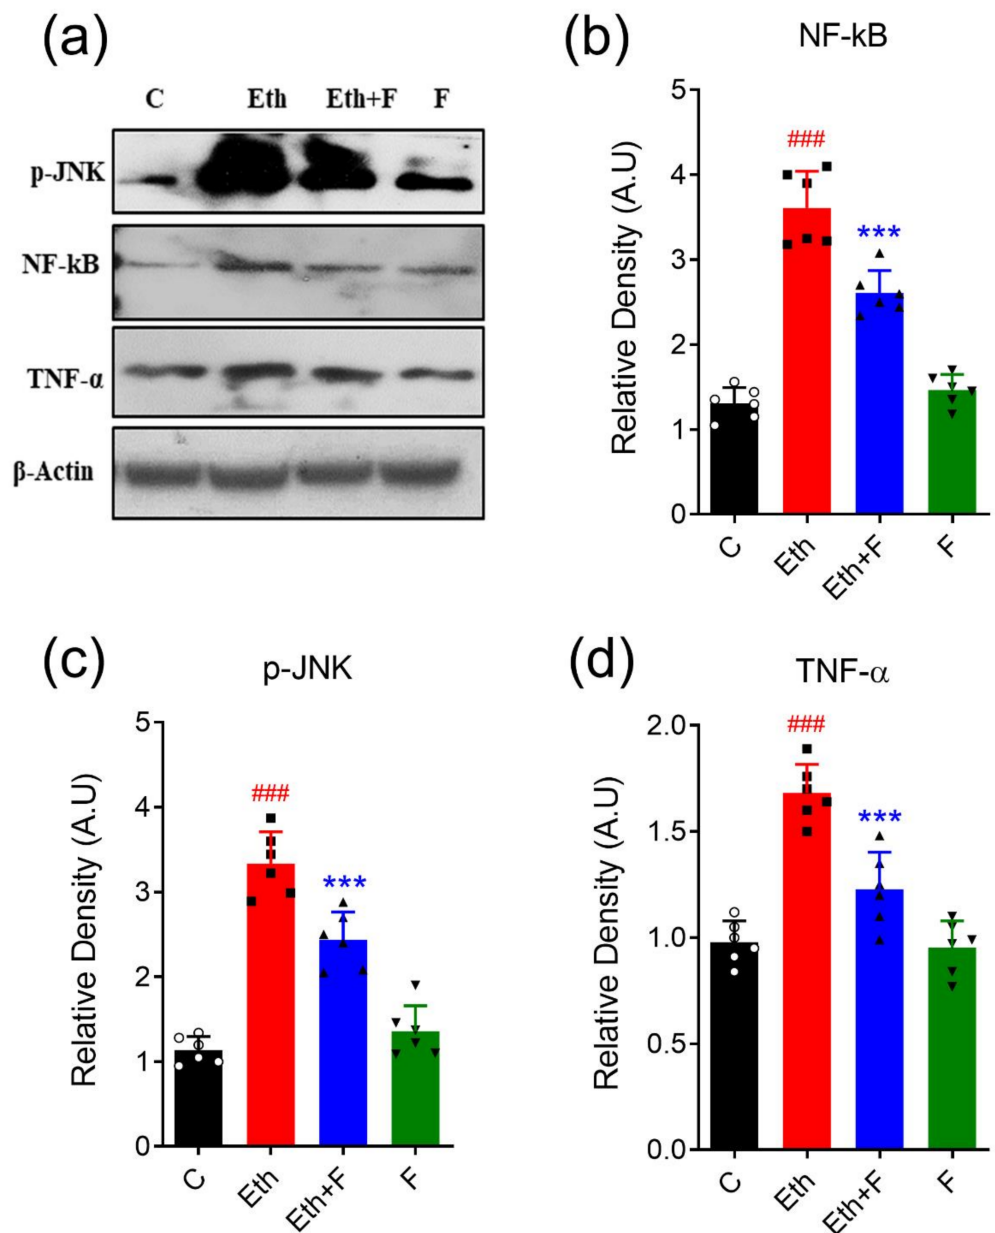 (a)
C Eth Eth+F F
p-JNK
NF-kB
TNF-α
β-Actin
(b)
NF-kB
Relative Density (A.U)
5
4
3
2
1
0
###
***
C Eth Eth+F F
(c)
p-JNK
Relative Density (A.U)
5
4
3
2
1
0
###
***
C Eth Eth+F F
(d)
TNF-α
Relative Density (A.U)
2.0
1.5
1.0
0.5
0.0
###
***
C Eth Eth+F F